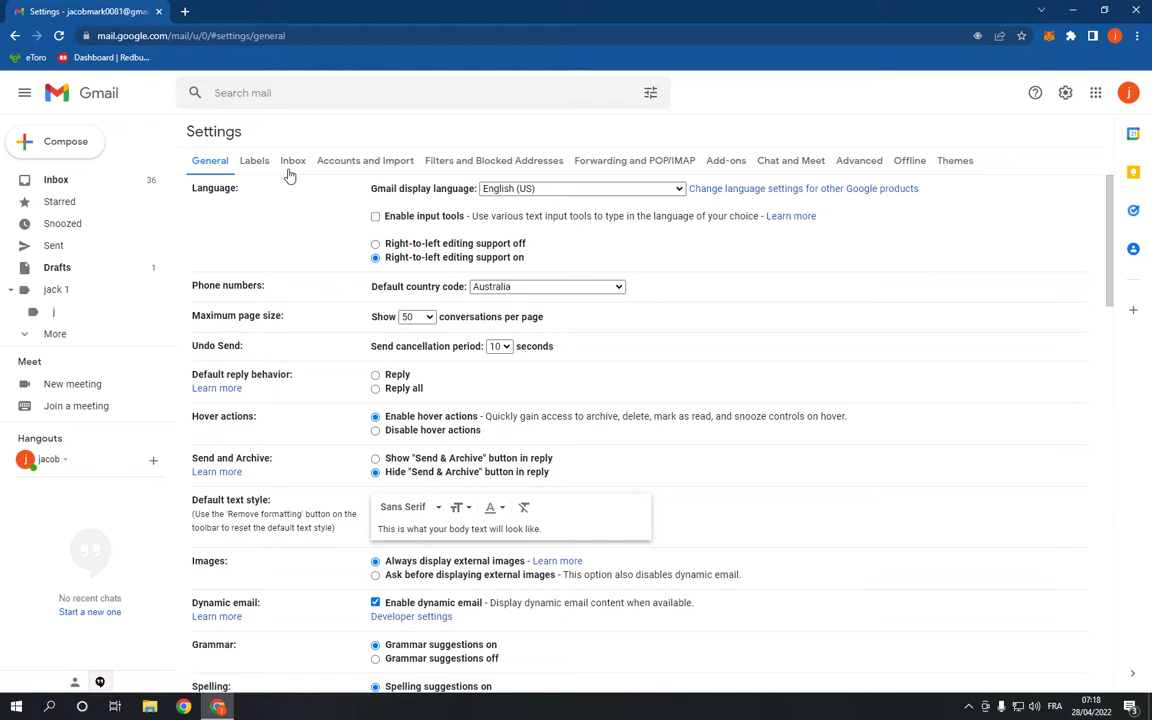 Settings - jacobmark0081@gmai
mail.google.com/mail/u/0/#settings/general
eToro
Dashboard | Redbu...
j
Gmail
Search mail
j
Compose
Inbox 36
Starred
Snoozed
Sent
Drafts 1
jack 1
j
More
Meet
New meeting
Join a meeting
Hangouts
j
jacob
No recent chats
Start a new one
Settings
General Labels Inbox Accounts and Import Filters and Blocked Addresses Forwarding and POP/IMAP Add-ons Chat and Meet Advanced Offline Themes
Language:
Gmail display language: English (US) Change language settings for other Google products
Enable input tools - Use various text input tools to type in the language of your choice - Learn more
Right-to-left editing support off
Right-to-left editing support on
Phone numbers:
Default country code: Australia
Maximum page size:
Show 50 conversations per page
Undo Send:
Send cancellation period: 10 seconds
Default reply behavior:
Learn more
Reply
Reply all
Hover actions:
Enable hover actions - Quickly gain access to archive, delete, mark as read, and snooze controls on hover.
Disable hover actions
Send and Archive:
Learn more
Show "Send & Archive" button in reply
Hide "Send & Archive" button in reply
Default text style:
(Use the 'Remove formatting' button on the
toolbar to reset the default text style)
Sans Serif
This is what your body text will look like.
Images:
Always display external images - Learn more
Ask before displaying external images - This option also disables dynamic email.
Dynamic email:
Learn more
Enable dynamic email - Display dynamic email content when available.
Developer settings
Grammar:
Grammar suggestions on
Grammar suggestions off
Spelling:
Spelling suggestions on
FRA
07:18
28/04/2022
3